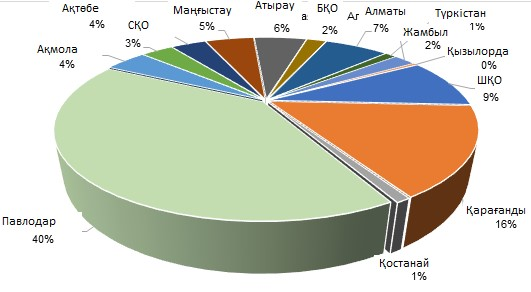 Ақтөбе
4%
СҚО
3%
Маңғыстау
5%
Атырау
6%
БҚО
2%
Алматы
7%
Түркістан
1%
Жамбыл
2%
Қызылорда
0%
ШҚО
9%
Қарағанды
16%
Қостанай
1%
Павлодар
40%
Ақмола
4%